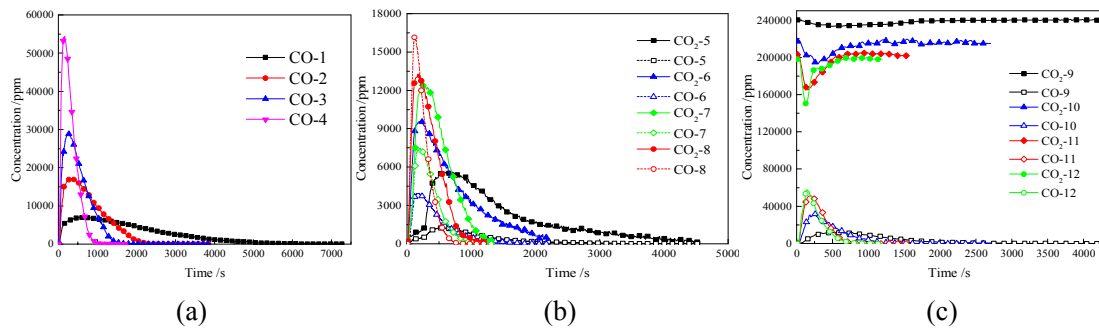 60000
50000
40000
30000
20000
10000
0
Concentration /ppm
0 1000 2000 3000 4000 5000 6000 7000
Time /s
CO-1
CO-2
CO-3
CO-4
(a)
18000
15000
12000
9000
6000
3000
0
Concentration /ppm
0 1000 2000 3000 4000 5000
Time /s
CO₂-5
CO-5
CO₂-6
CO-6
CO₂-7
CO-7
CO₂-8
CO-8
(b)
240000
200000
160000
120000
80000
40000
0
Concentration /ppm
0 500 1000 1500 2000 2500 3000 3500 4000
Time /s
CO₂-9
CO-9
CO₂-10
CO-10
CO₂-11
CO-11
CO₂-12
CO-12
(c)